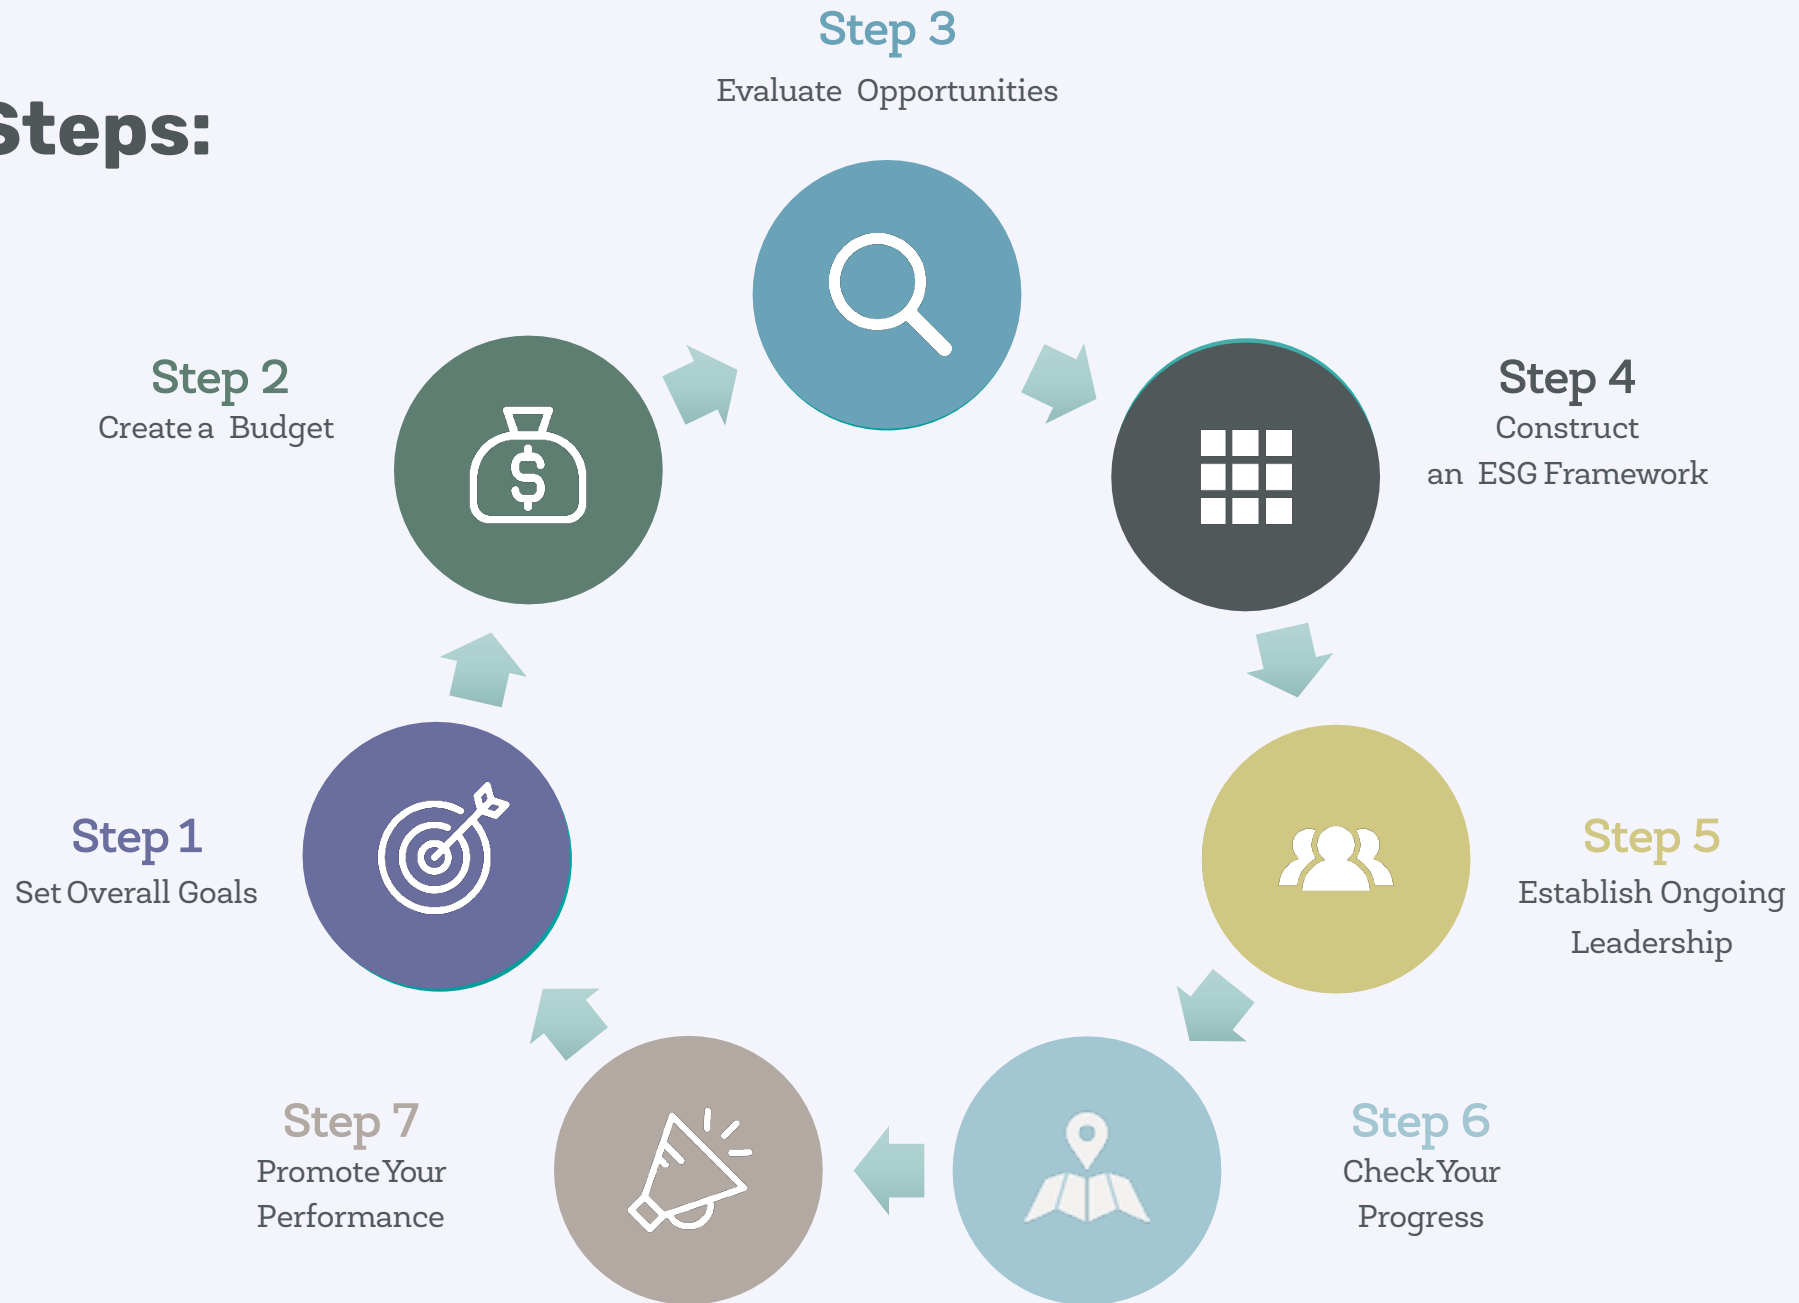 Steps:
Step 1
Set Overall Goals
Step 2
Create a Budget
Step 3
Evaluate Opportunities
Step 4
Construct
an ESG Framework
Step 5
Establish Ongoing
Leadership
Step 6
Check Your
Progress
Step 7
Promote Your
Performance
$